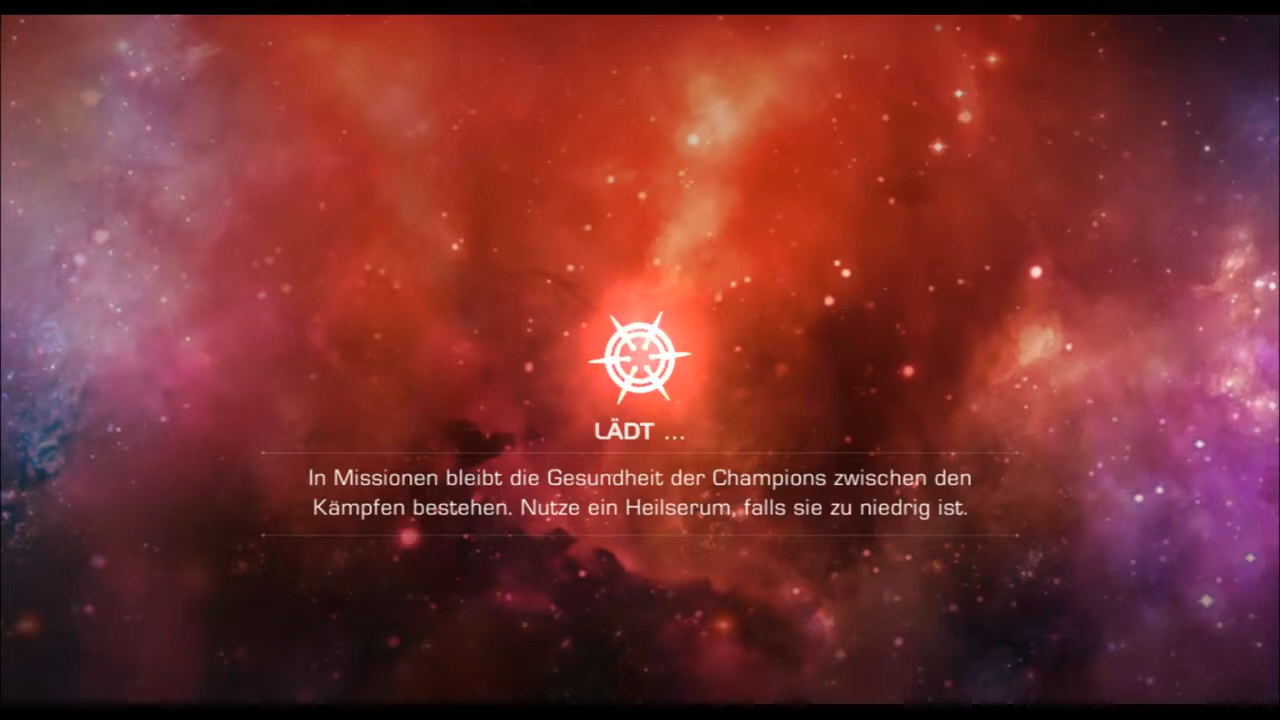 LÄDT ...
In Missionen bleibt die Gesundheit der Champions zwischen den
Kämpfen bestehen. Nutze ein Heilserum, falls sie zu niedrig ist.